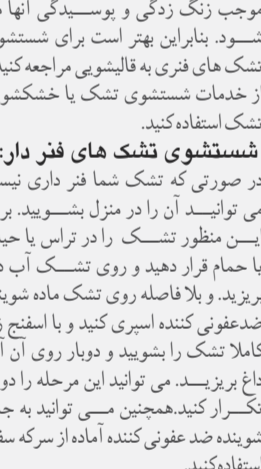 موجب زنگ زدگی و پوسیدگی آنها
شود. بنابراین بهتر است برای شستشو
تشک های فنری به قالیشویی مراجعه کنید
از خدمات شستشوی تشک یا خشکشو
تشک استفاده کنید.
شستشوی تشک های فنر دار:
در صورتی که تشک شما فنر داری نیس
می توانید آن را در منزل بشویید. بر
این منظور تشک را در تراس یا حیا
یا حمام قرار دهید و روی تشک آب د
بریزید. و بلافاصله روی تشک ماده شوین
ضدعفونی کننده اسپری کنید و با اسفنج
کاملا تشک را بشویید و دوبار روی آن آ
داغ بریزید. می توانید این مرحله را دو
تکرار کنید.همچنین می توانید به ج
شوینده ضد عفونی کننده آماده از سرکه سف
استفاده کنید.